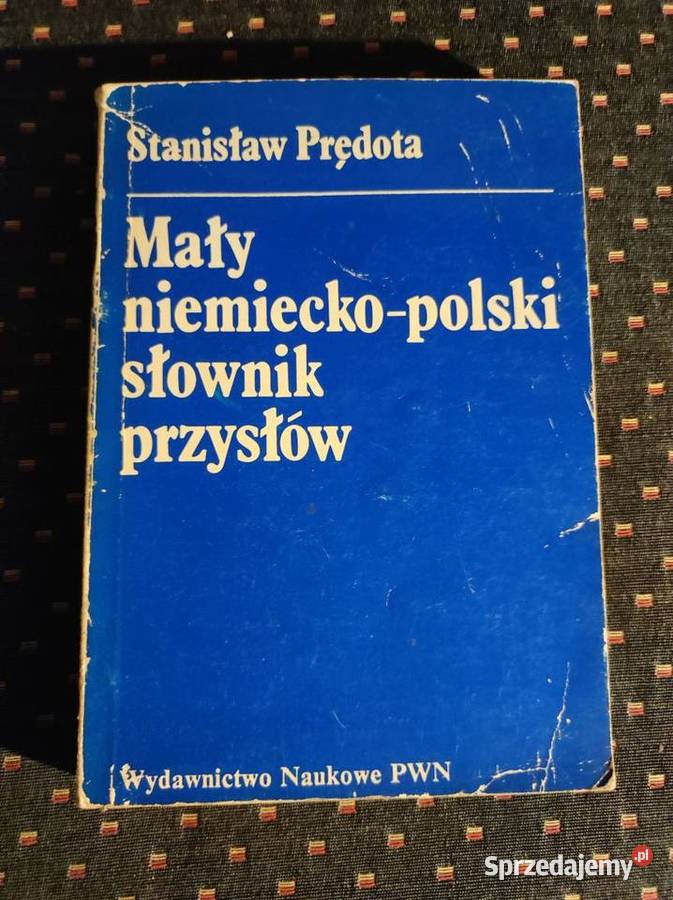 Stanisław Prędota
Mały
niemiecko-polski
słownik
przysłów
Wydawnictwo Naukowe PWN
Sprzedajemy.pl